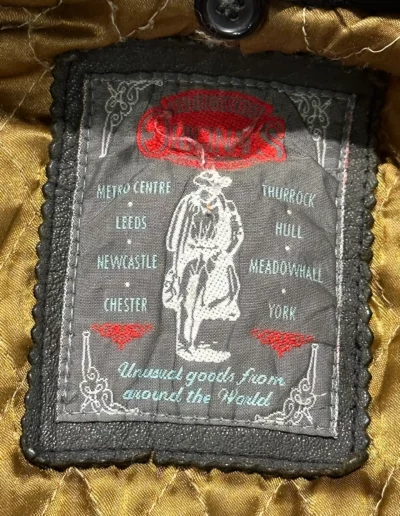 METRO CENTRE
LEEDS
NEWCASTLE
CHESTER
THURROCK
HULL
MEADOWHALL
YORK
Unusual goods from
around the World